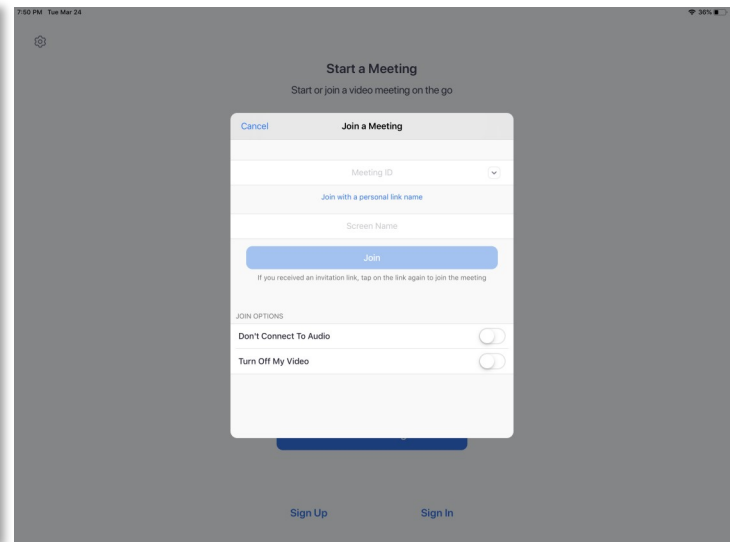 7:50 PM Tue Mar 24
36%
Start a Meeting
Start or join a video meeting on the go
Cancel
Join a Meeting
Meeting ID
Join with a personal link name
Screen Name
Join
If you received an invitation link, tap on the link again to join the meeting
JOIN OPTIONS
Don't Connect To Audio
Turn Off My Video
Sign Up
Sign In